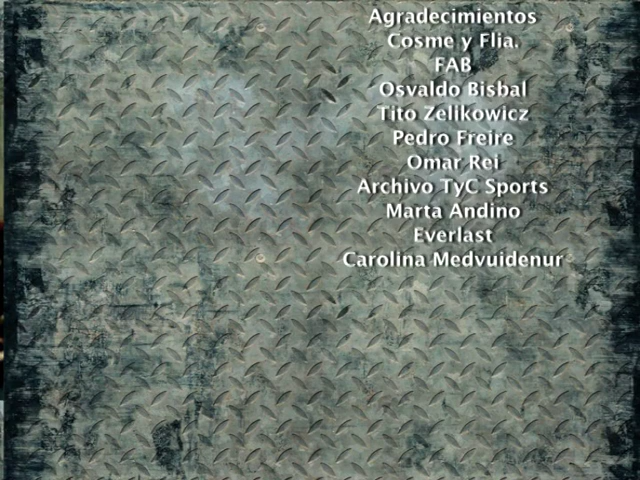 Agradecimientos
Cosme y Flia.
FAB
Osvaldo Bisbal
Tito Zelikowicz
Pedro Freire
Omar Rei
Archivo TyC Sports
Marta Andino
Everlast
Carolina Medvuidenur